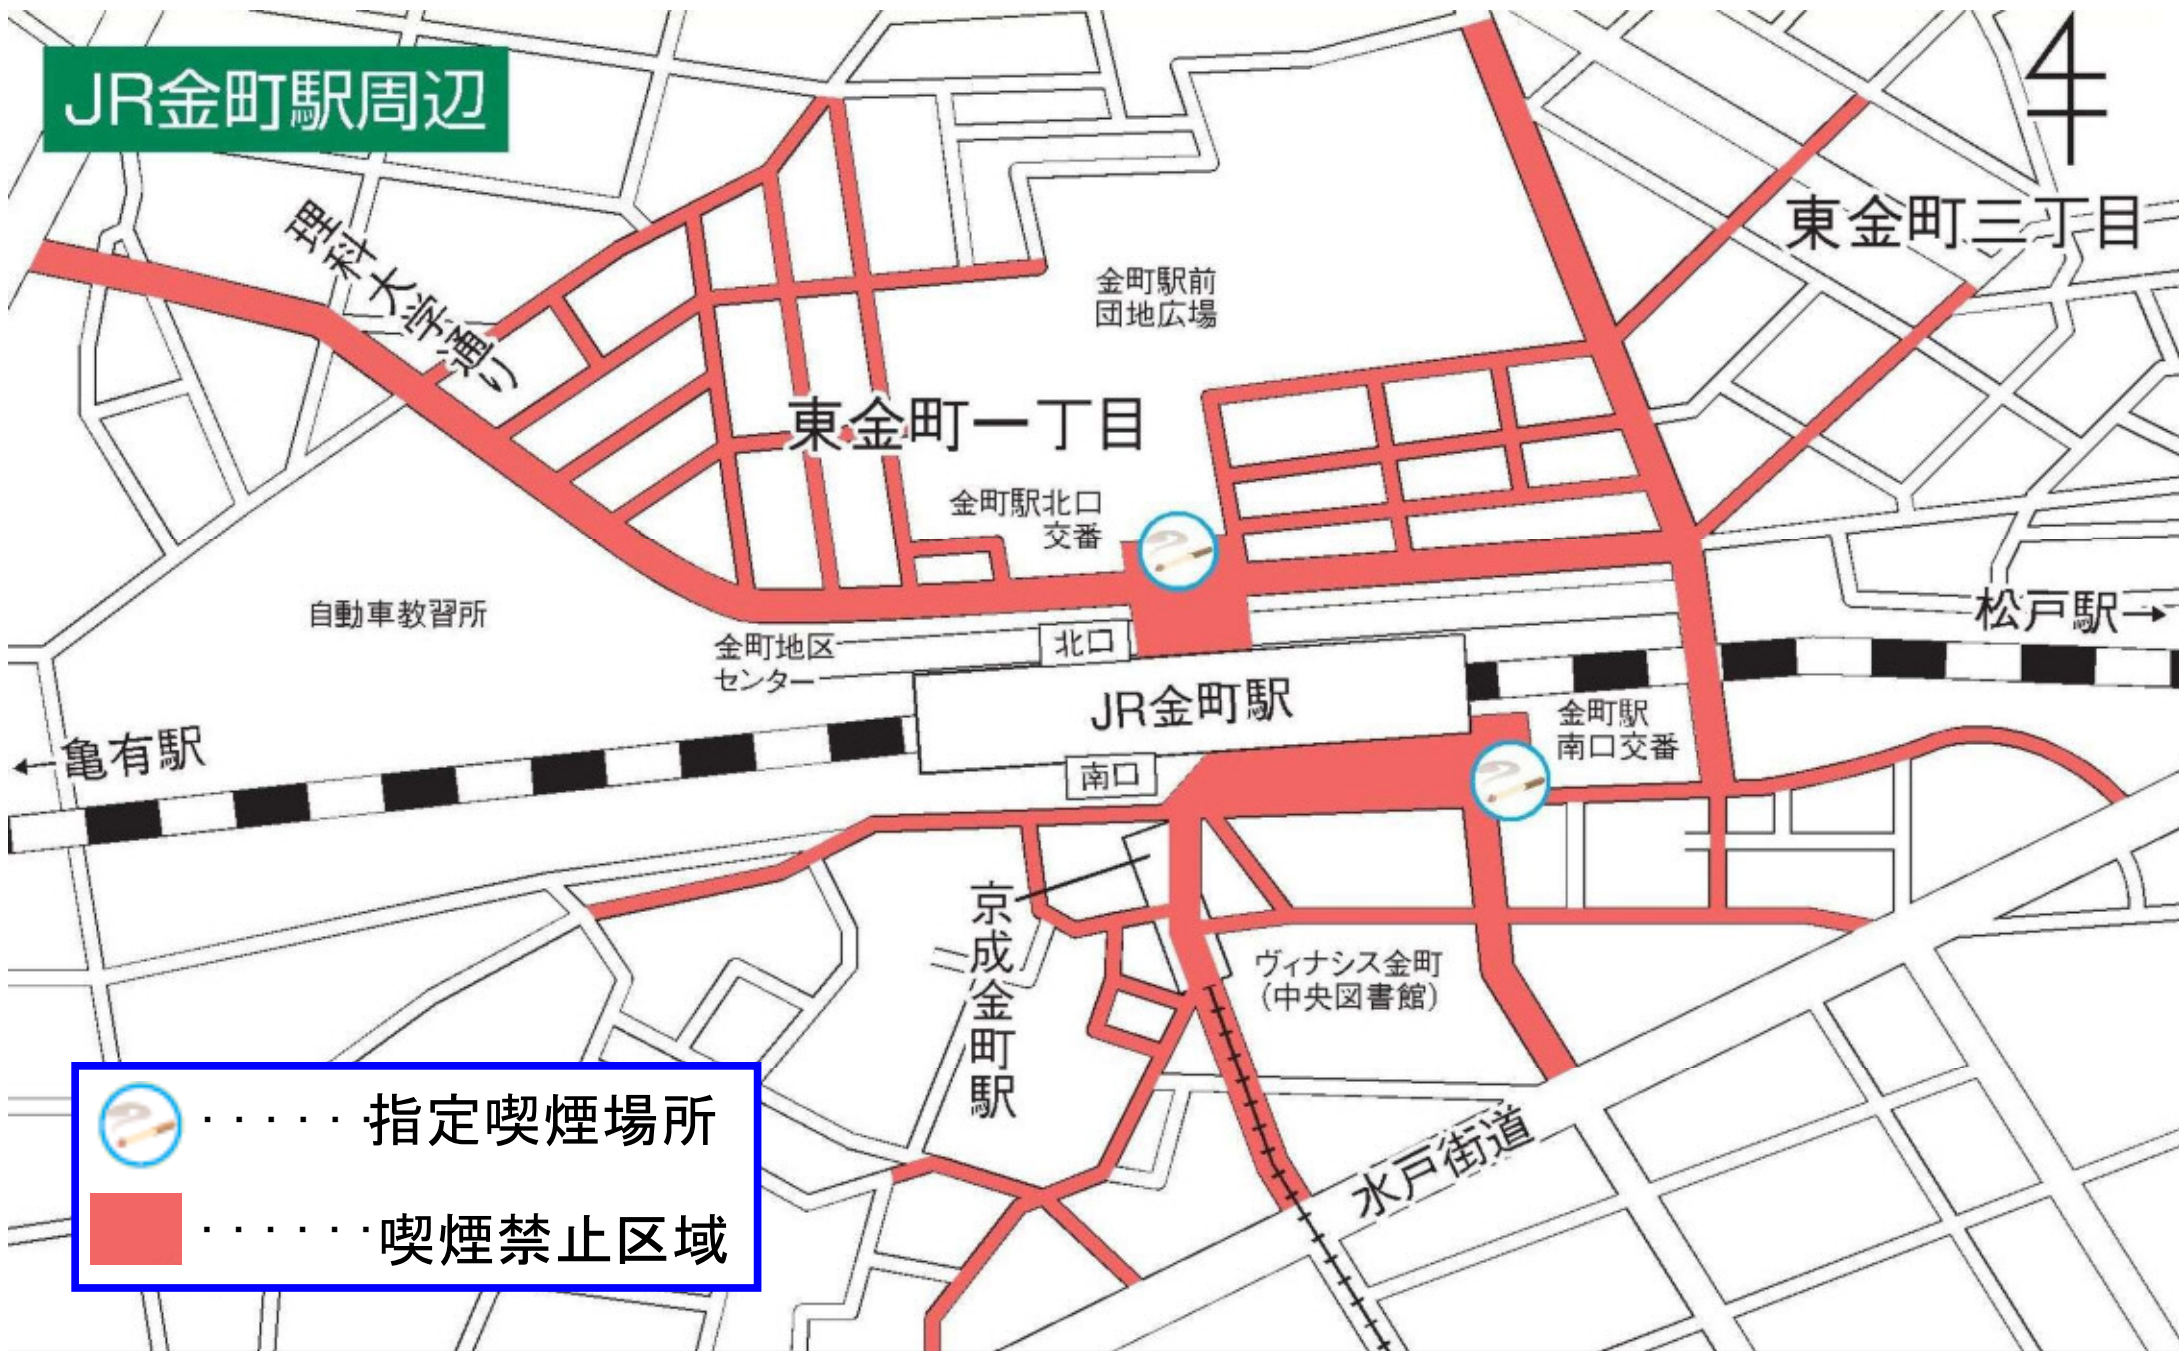 JR金町駅周辺
理科大学通り
東金町三丁目
金町駅前
団地広場
東金町一丁目
金町駅北口
交番
自動車教習所
松戸駅→
金町地区
センター
北口
JR金町駅
金町駅
南口交番
←亀有駅
南口
京成金町駅
ヴィナシス金町
(中央図書館)
水戸街道
······指定喫煙場所
······喫煙禁止区域